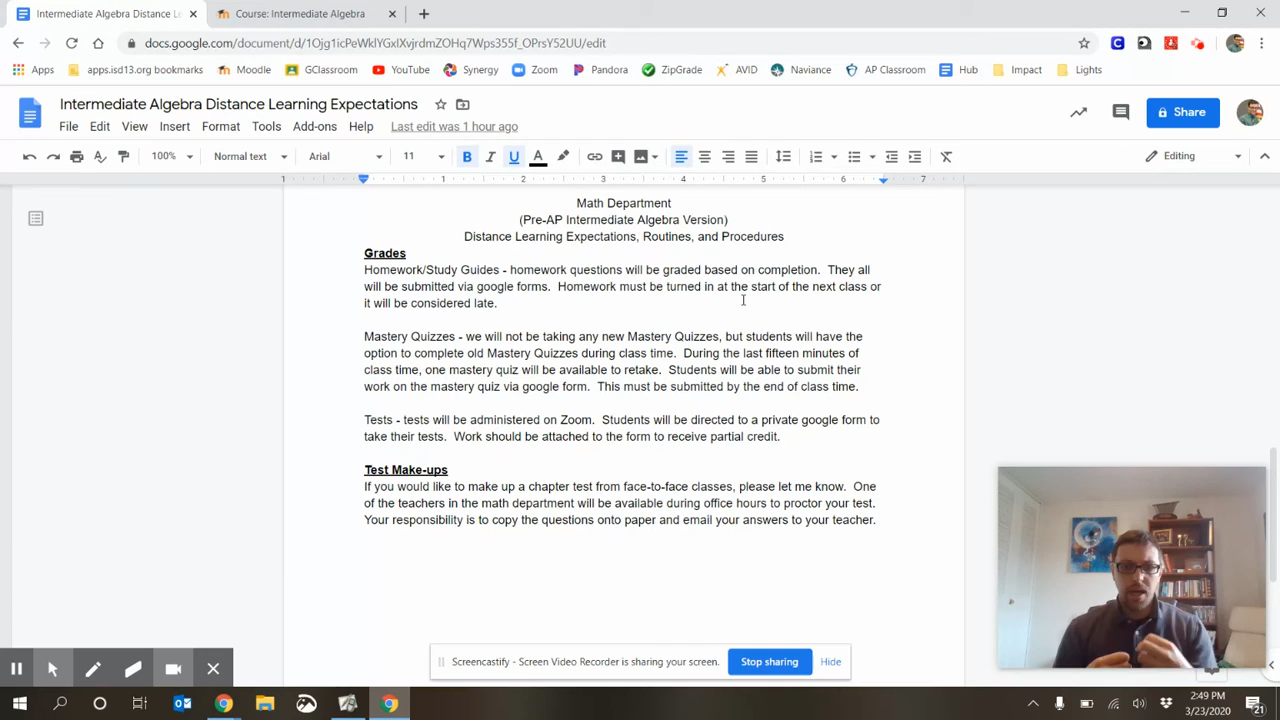 Intermediate Algebra Distance Le
Course: Intermediate Algebra
docs.google.com/document/d/1Ojg1icPeWklYGxIXvjrdmZOHq7Wps355f_OPrsY52UU/edit
Apps
apps.isd13.org bookmarks
Moodle
GClassroom
YouTube
Synergy
Zoom
Pandora
ZipGrade
AVID
Naviance
AP Classroom
Hub
Impact
Lights
Intermediate Algebra Distance Learning Expectations
File Edit View Insert Format Tools Add-ons Help Last edit was 1 hour ago
Share
100% Normal text Arial 11 B I U A Editing
1 1 2 3 4 5 6 7
Math Department
(Pre-AP Intermediate Algebra Version)
Distance Learning Expectations, Routines, and Procedures
Grades
Homework/Study Guides - homework questions will be graded based on completion. They all
will be submitted via google forms. Homework must be turned in at the start of the next class or
it will be considered late.
Mastery Quizzes - we will not be taking any new Mastery Quizzes, but students will have the
option to complete old Mastery Quizzes during class time. During the last fifteen minutes of
class time, one mastery quiz will be available to retake. Students will be able to submit their
work on the mastery quiz via google form. This must be submitted by the end of class time.
Tests - tests will be administered on Zoom. Students will be directed to a private google form to
take their tests. Work should be attached to the form to receive partial credit.
Test Make-ups
If you would like to make up a chapter test from face-to-face classes, please let me know. One
of the teachers in the math department will be available during office hours to proctor your test.
Your responsibility is to copy the questions onto paper and email your answers to your teacher.
Screencastify - Screen Video Recorder is sharing your screen.
Stop sharing
Hide
2:49 PM
3/23/2020
21